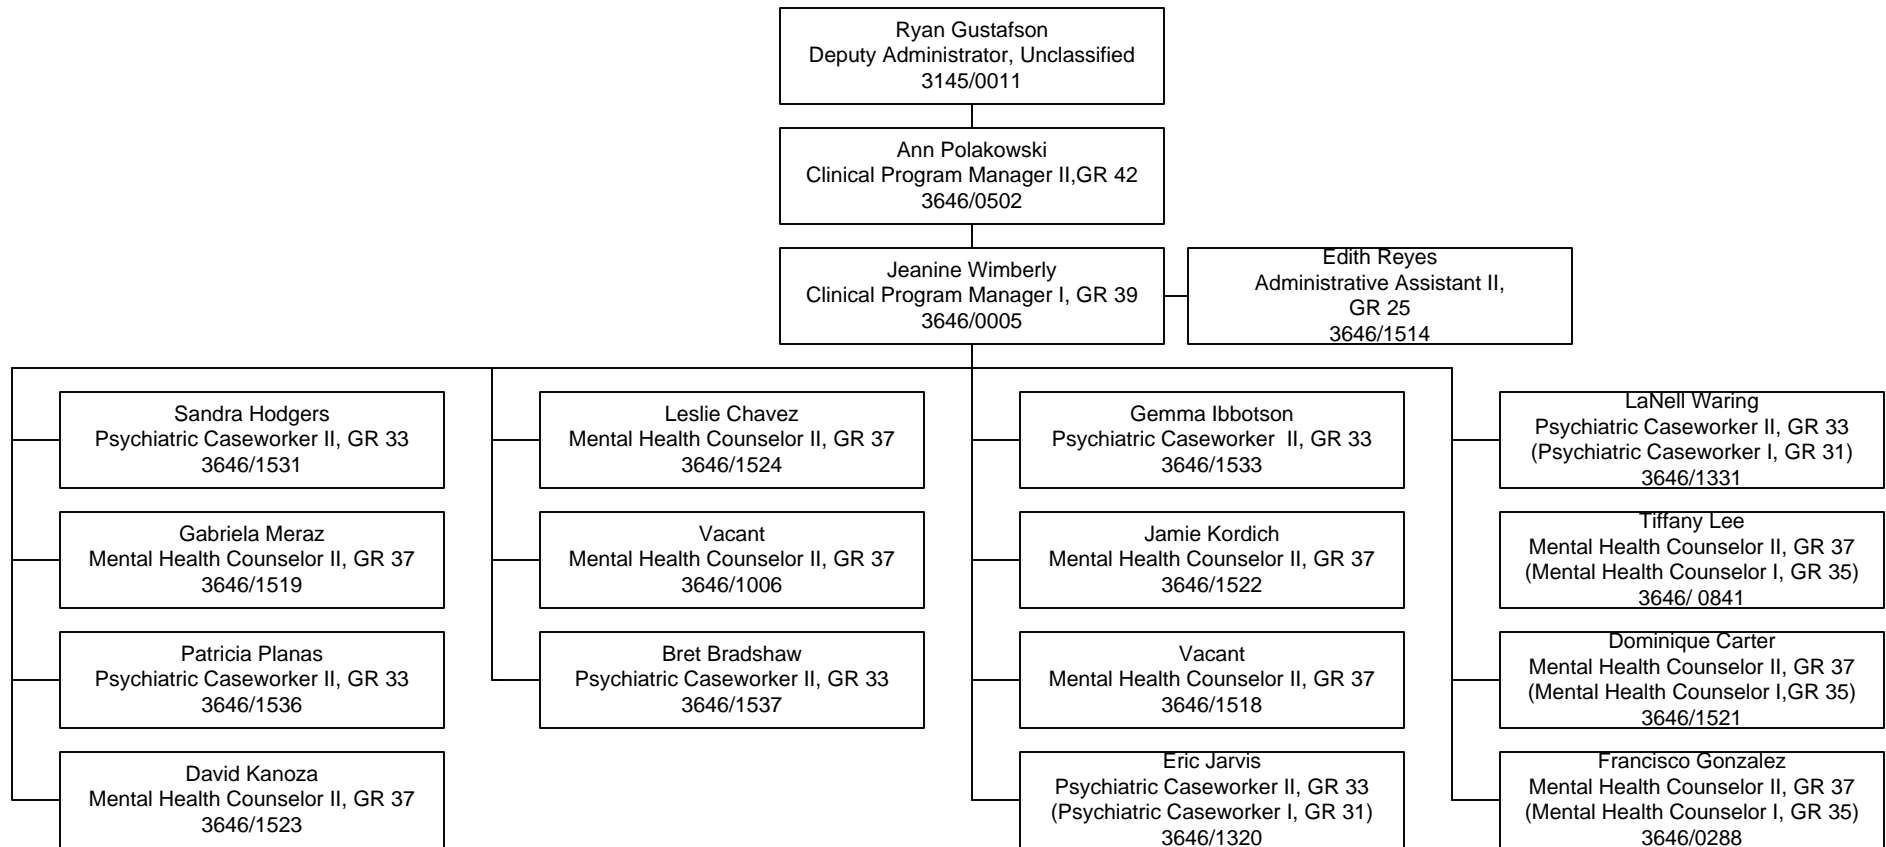 Ryan Gustafson
Deputy Administrator, Unclassified
3145/0011
Ann Polakowski
Clinical Program Manager II,GR 42
3646/0502
Jeanine Wimberly
Clinical Program Manager I, GR 39
3646/0005
Edith Reyes
Administrative Assistant II,
GR 25
3646/1514
Sandra Hodgers
Psychiatric Caseworker II, GR 33
3646/1531
Gabriela Meraz
Mental Health Counselor II, GR 37
3646/1519
Patricia Planas
Psychiatric Caseworker II, GR 33
3646/1536
David Kanoza
Mental Health Counselor II, GR 37
3646/1523
Leslie Chavez
Mental Health Counselor II, GR 37
3646/1524
Vacant
Mental Health Counselor II, GR 37
3646/1006
Bret Bradshaw
Psychiatric Caseworker II, GR 33
3646/1537
Gemma Ibbotson
Psychiatric Caseworker  II, GR 33
3646/1533
Jamie Kordich
Mental Health Counselor II, GR 37
3646/1522
Vacant
Mental Health Counselor II, GR 37
3646/1518
Eric Jarvis
Psychiatric Caseworker II, GR 33
(Psychiatric Caseworker I, GR 31)
3646/1320
LaNell Waring
Psychiatric Caseworker II, GR 33
(Psychiatric Caseworker I, GR 31)
3646/1331
Tiffany Lee
Mental Health Counselor II, GR 37
(Mental Health Counselor I, GR 35)
3646/ 0841
Dominique Carter
Mental Health Counselor II, GR 37
(Mental Health Counselor I,GR 35)
3646/1521
Francisco Gonzalez
Mental Health Counselor II, GR 37
(Mental Health Counselor I, GR 35)
3646/0288